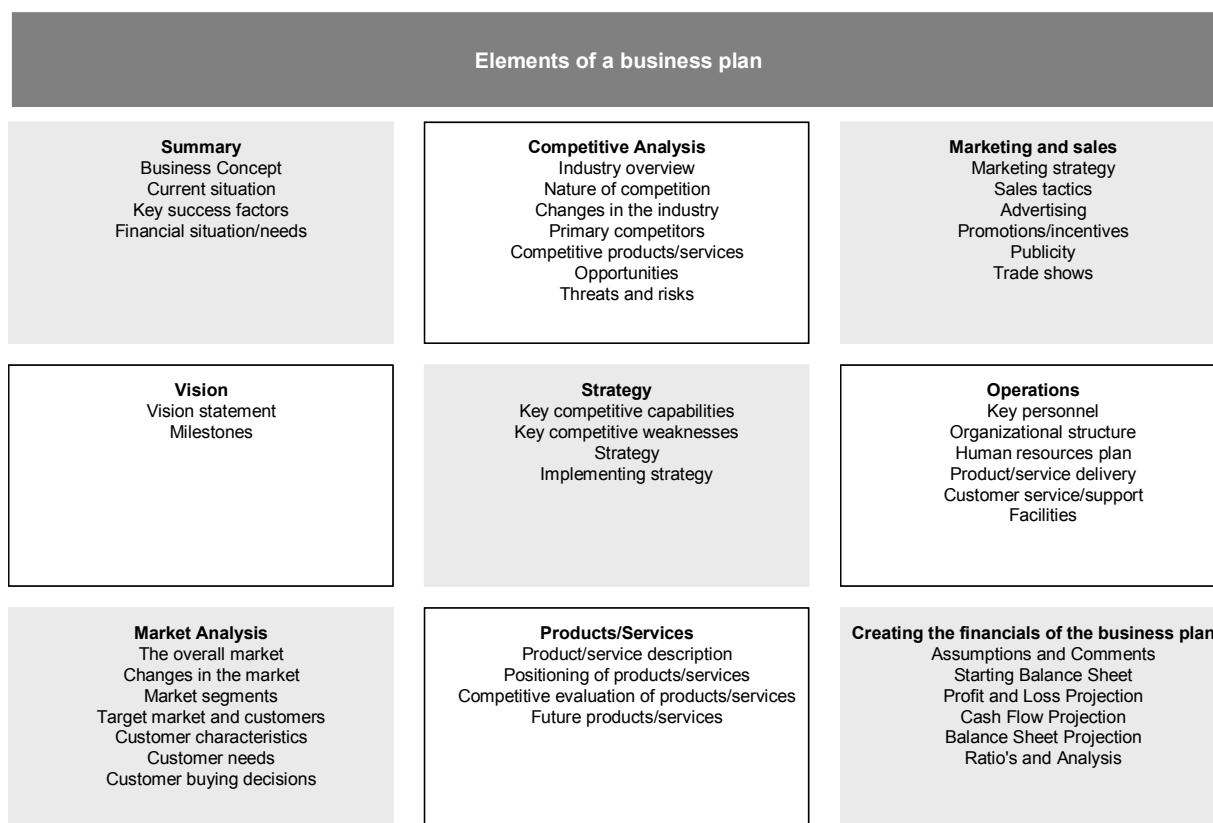 Elements of a business plan
Summary
Business Concept
Current situation
Key success factors
Financial situation/needs
Competitive Analysis
Industry overview
Nature of competition
Changes in the industry
Primary competitors
Competitive products/services
Opportunities
Threats and risks
Marketing and sales
Marketing strategy
Sales tactics
Advertising
Promotions/incentives
Publicity
Trade shows
Vision
Vision statement
Milestones
Strategy
Key competitive capabilities
Key competitive weaknesses
Strategy
Implementing strategy
Operations
Key personnel
Organizational structure
Human resources plan
Product/service delivery
Customer service/support
Facilities
Market Analysis
The overall market
Changes in the market
Market segments
Target market and customers
Customer characteristics
Customer needs
Customer buying decisions
Products/Services
Product/service description
Positioning of products/services
Competitive evaluation of products/services
Future products/services
Creating the financials of the business plan
Assumptions and Comments
Starting Balance Sheet
Profit and Loss Projection
Cash Flow Projection
Balance Sheet Projection
Ratio's and Analysis